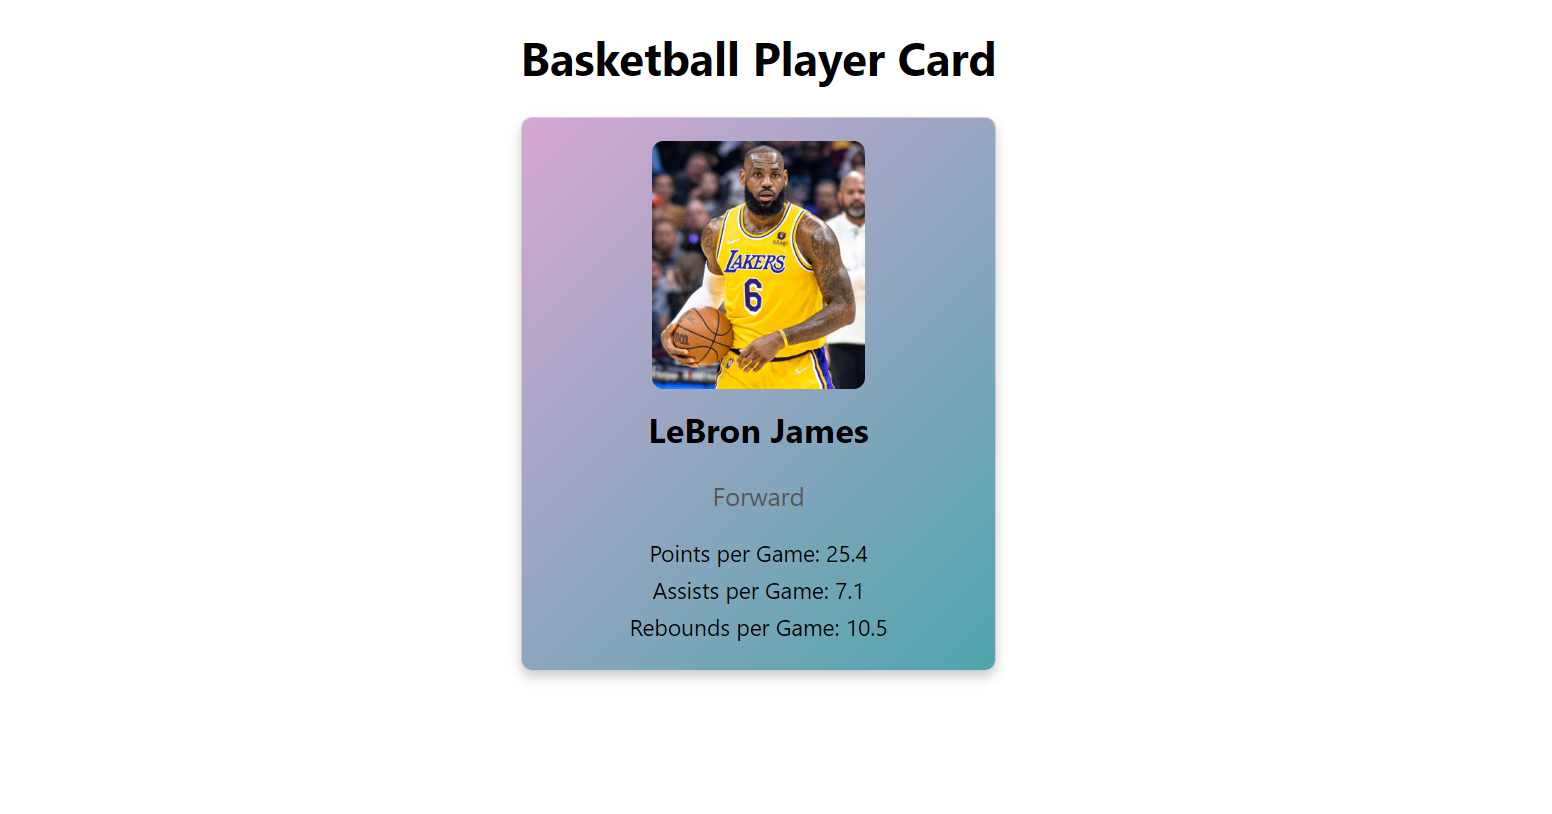 Basketball Player Card
LAKERS
6
LeBron James
Forward
Points per Game: 25.4
Assists per Game: 7.1
Rebounds per Game: 10.5